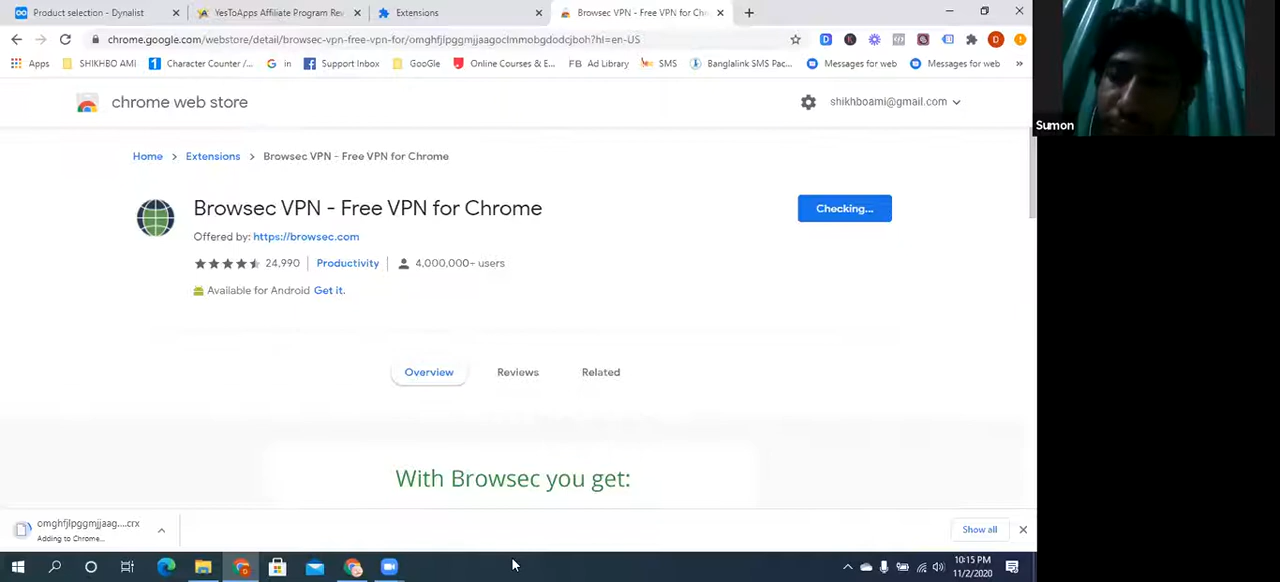 Product selection - Dynalist
YesToApps Affiliate Program Rev
Extensions
Browsec VPN - Free VPN for Chr
chrome.google.com/webstore/detail/browsec-vpn-free-vpn-for/omghfjlpggmjjaagoclmmobgdodcjboh?hl=en-US
Apps
SHIKHBO AMI
Character Counter /...
in
Support Inbox
Google
Online Courses & E...
FB Ad Library
SMS
Banglalink SMS Pac...
Messages for web
Messages for web
»
Sumon
chrome web store
shikhboami@gmail.com
Home > Extensions > Browsec VPN - Free VPN for Chrome
Browsec VPN - Free VPN for Chrome
Checking...
Offered by: https://browsec.com
24,990 Productivity 4,000,000+ users
Available for Android Get it.
Overview
Reviews
Related
With Browsec you get:
omghfjlpggmjjaag....crx
Adding to Chrome...
Show all
10:15 PM
11/2/2020